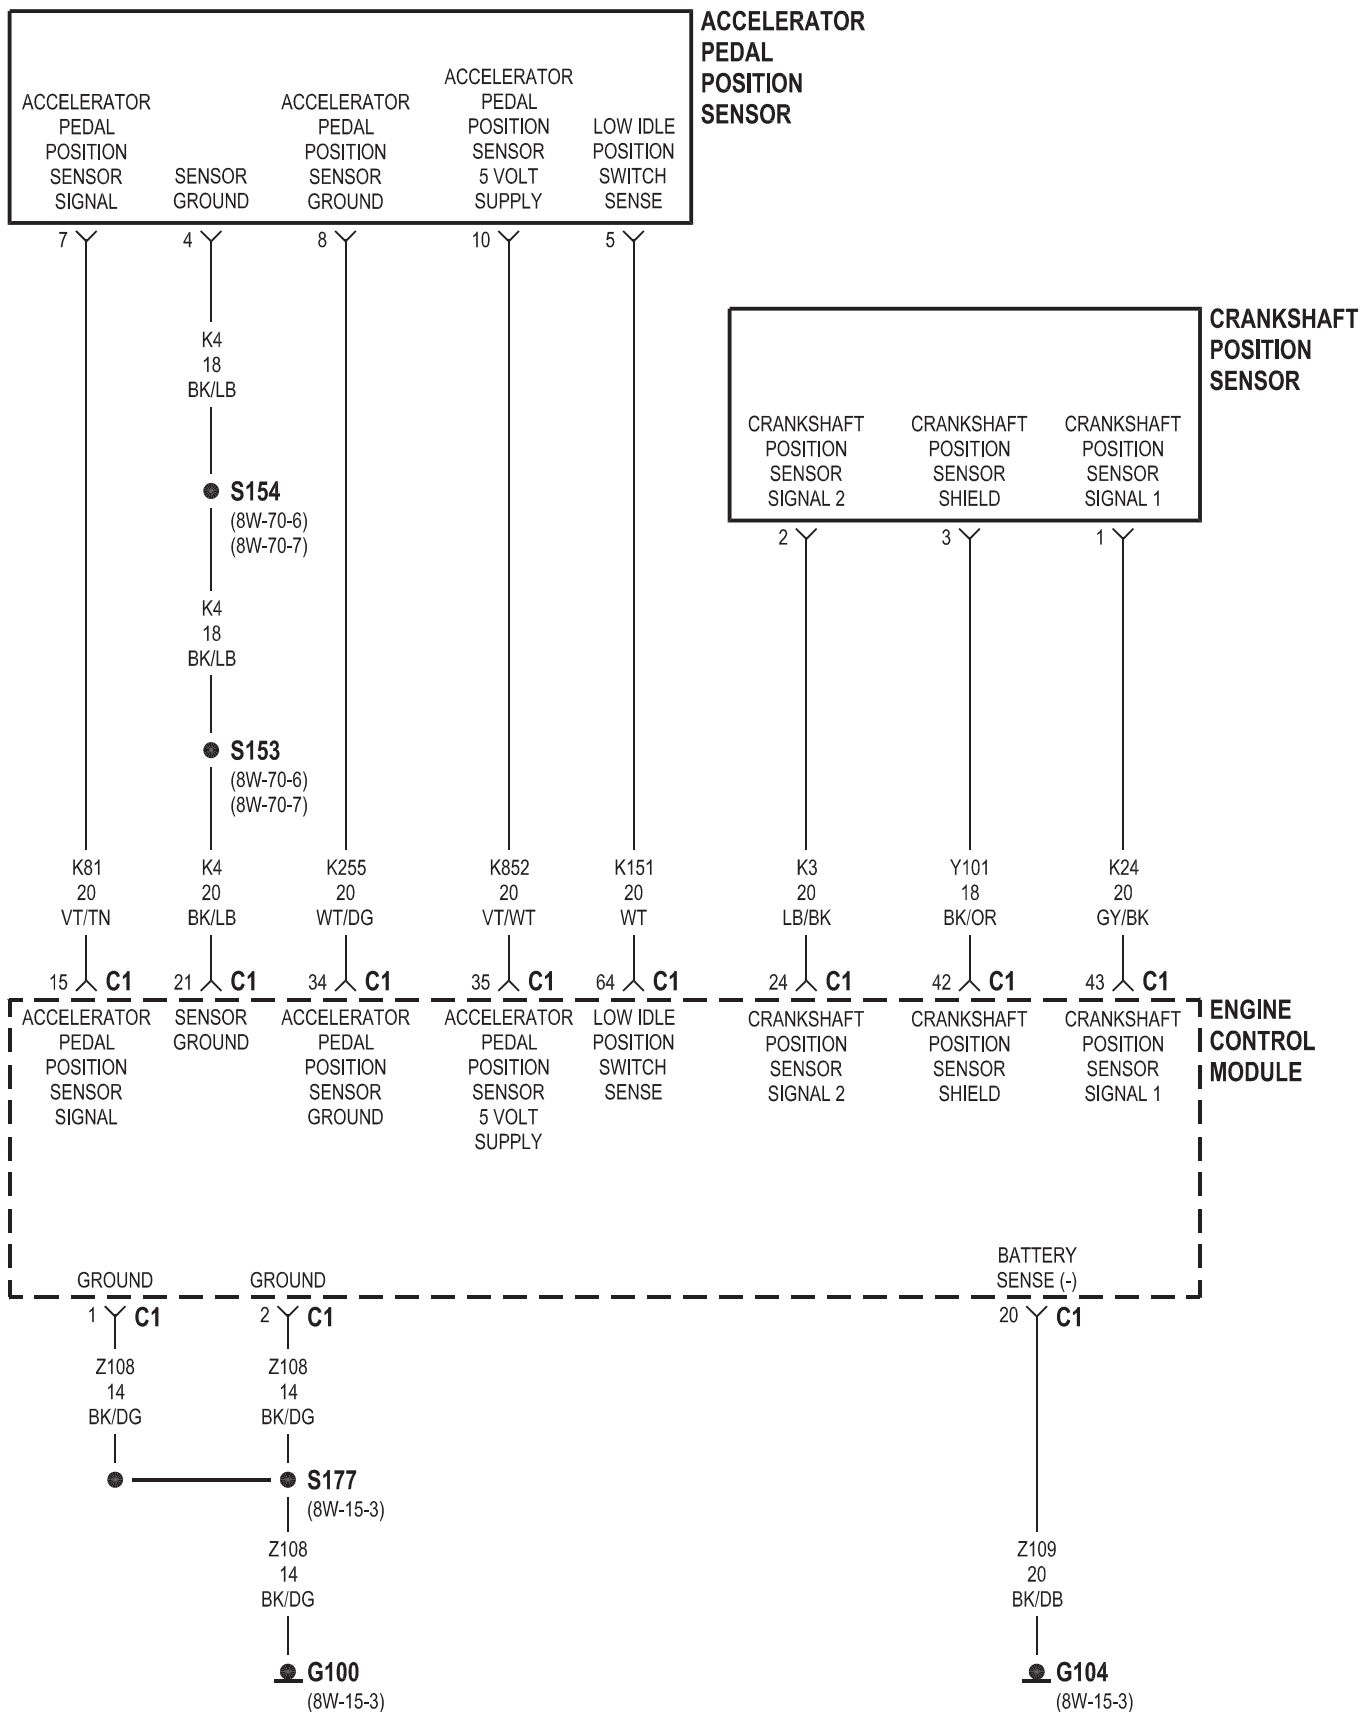 ACCELERATOR
PEDAL
POSITION
SENSOR
ACCELERATOR
PEDAL
POSITION
SENSOR
SIGNAL
SENSOR
GROUND
ACCELERATOR
PEDAL
POSITION
SENSOR
GROUND
ACCELERATOR
PEDAL
POSITION
SENSOR
5 VOLT
SUPPLY
LOW IDLE
POSITION
SWITCH
SENSE
7
4
8
10
5
K4
18
BK/LB
S154
(8W-70-6)
(8W-70-7)
K4
18
BK/LB
S153
(8W-70-6)
(8W-70-7)
CRANKSHAFT
POSITION
SENSOR
CRANKSHAFT
POSITION
SENSOR
SIGNAL 2
CRANKSHAFT
POSITION
SENSOR
SHIELD
CRANKSHAFT
POSITION
SENSOR
SIGNAL 1
2
3
1
K81
20
VT/TN
K4
20
BK/LB
K255
20
WT/DG
K852
20
VT/WT
K151
20
WT
K3
20
LB/BK
Y101
18
BK/OR
K24
20
GY/BK
15 C1
21 C1
34 C1
35 C1
64 C1
24 C1
42 C1
43 C1
ENGINE
CONTROL
MODULE
ACCELERATOR
PEDAL
POSITION
SENSOR
SIGNAL
SENSOR
GROUND
ACCELERATOR
PEDAL
POSITION
SENSOR
GROUND
ACCELERATOR
PEDAL
POSITION
SENSOR
5 VOLT
SUPPLY
LOW IDLE
POSITION
SWITCH
SENSE
CRANKSHAFT
POSITION
SENSOR
SIGNAL 2
CRANKSHAFT
POSITION
SENSOR
SHIELD
CRANKSHAFT
POSITION
SENSOR
SIGNAL 1
GROUND
GROUND
BATTERY
SENSE (-)
1 C1
2 C1
20 C1
Z108
14
BK/DG
Z108
14
BK/DG
S177
(8W-15-3)
Z108
14
BK/DG
G100
(8W-15-3)
Z109
20
BK/DB
G104
(8W-15-3)